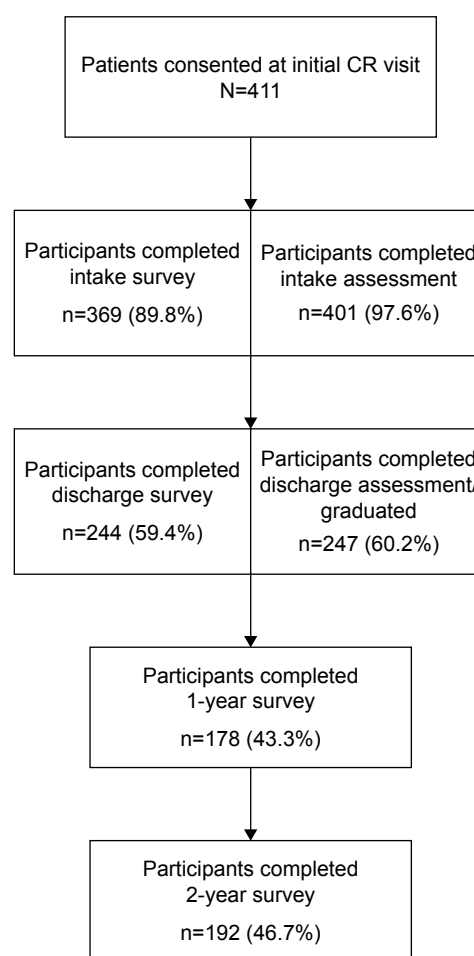 Patients consented at initial CR visit
N=411
Participants completed
intake survey
n=369 (89.8%)
Participants completed
intake assessment
n=401 (97.6%)
Participants completed
discharge survey
n=244 (59.4%)
Participants completed
discharge assessment/
graduated
n=247 (60.2%)
Participants completed
1-year survey
n=178 (43.3%)
Participants completed
2-year survey
n=192 (46.7%)